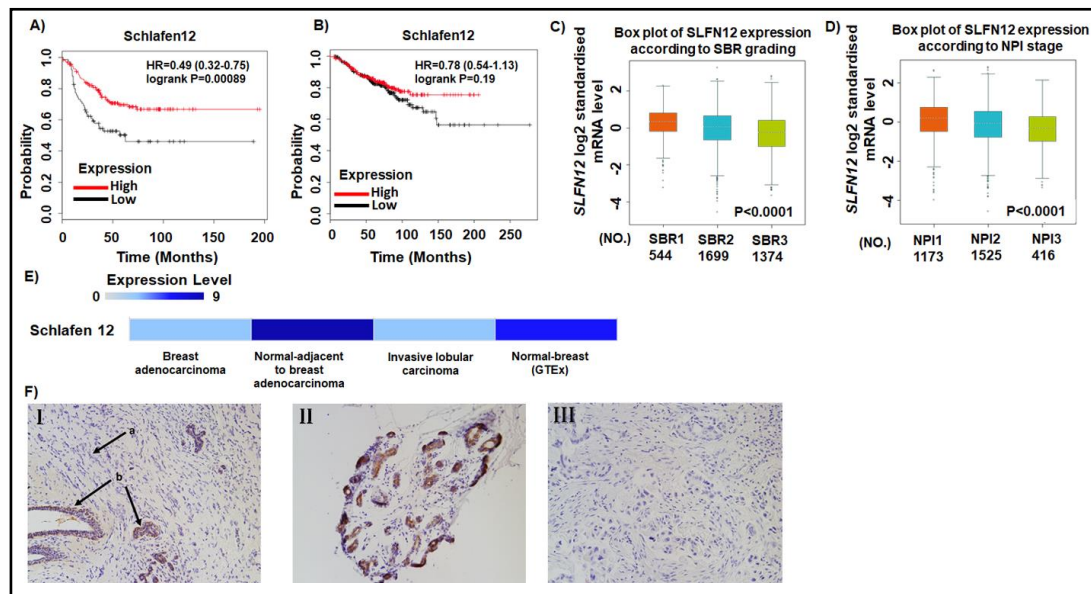 A)
Schlafen12
HR=0.49 (0.32-0.75)
logrank P=0.00089
Probability
1.0
0.8
0.6
0.4
0.2
0.0
Expression
High
Low
0 50 100 150 200
Time (Months)
B)
Schlafen12
HR=0.78 (0.54-1.13)
logrank P=0.19
Probability
1.0
0.8
0.6
0.4
0.2
0.0
Expression
High
Low
0 50 100 150 200 250
Time (Months)
C)
Box plot of SLFN12 expression
according to SBR grading
SLFN12 log2 standardised
mRNA level
2
0
-2
-4
P<0.0001
(NO.) SBR1 SBR2 SBR3
544 1699 1374
D)
Box plot of SLFN12 expression
according to NPI stage
SLFN12 log2 standardised
mRNA level
2
0
-2
-4
P<0.0001
(NO.) NPI1 NPI2 NPI3
1173 1525 416
E)
Expression Level
0 9
Schlafen 12
Breast
adenocarcinoma
Normal-adjacent
to breast
adenocarcinoma
Invasive lobular
carcinoma
Normal-breast
(GTEx)
F)
I
a
b
II
III